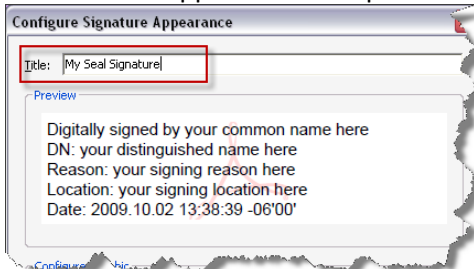 Configure Signature Appearance
Title: My Seal Signature
Preview
Digitally signed by your common name here
DN: your distinguished name here
Reason: your signing reason here
Location: your signing location here
Date: 2009.10.02 13:38:39 -06'00'